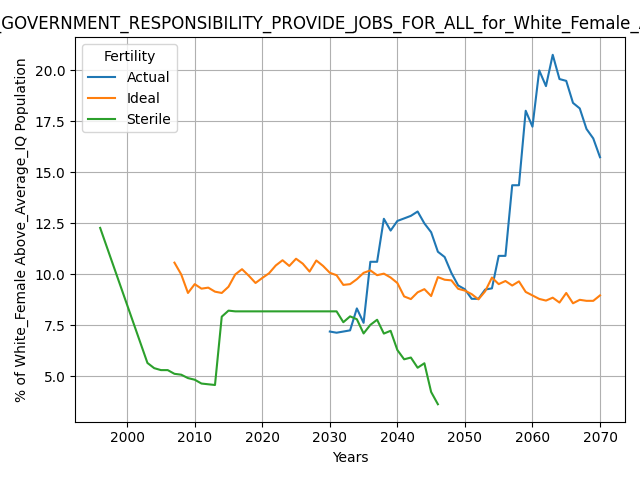 _GOVERNMENT_RESPONSIBILITY_PROVIDE_JOBS_FOR_ALL_for_White_Female_
Fertility
Actual
Ideal
Sterile
% of White_Female Above_Average_IQ Population
20.0
17.5
15.0
12.5
10.0
7.5
5.0
2000 2010 2020 2030 2040 2050 2060 2070
Years